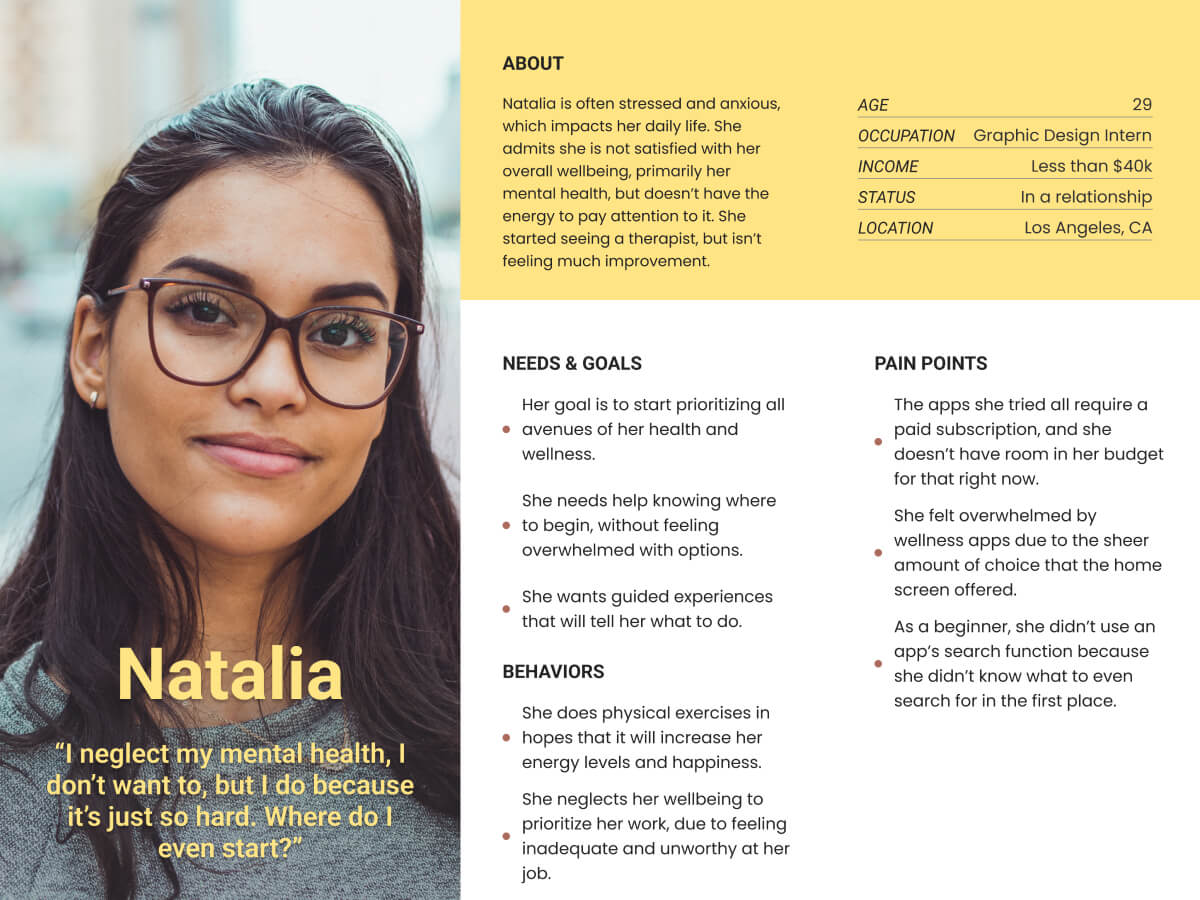 Natalia
“I neglect my mental health, I
don’t want to, but I do because
it’s just so hard. Where do I
even start?”
ABOUT
Natalia is often stressed and anxious,
which impacts her daily life. She
admits she is not satisfied with her
overall wellbeing, primarily her
mental health, but doesn’t have the
energy to pay attention to it. She
started seeing a therapist, but isn’t
feeling much improvement.
AGE 29
OCCUPATION Graphic Design Intern
INCOME Less than $40k
STATUS In a relationship
LOCATION Los Angeles, CA
NEEDS & GOALS
Her goal is to start prioritizing all
avenues of her health and
wellness.
She needs help knowing where
to begin, without feeling
overwhelmed with options.
She wants guided experiences
that will tell her what to do.
BEHAVIORS
She does physical exercises in
hopes that it will increase her
energy levels and happiness.
She neglects her wellbeing to
prioritize her work, due to feeling
inadequate and unworthy at her
job.
PAIN POINTS
The apps she tried all require a
paid subscription, and she
doesn’t have room in her budget
for that right now.
She felt overwhelmed by
wellness apps due to the sheer
amount of choice that the home
screen offered.
As a beginner, she didn’t use an
app’s search function because
she didn’t know what to even
search for in the first place.